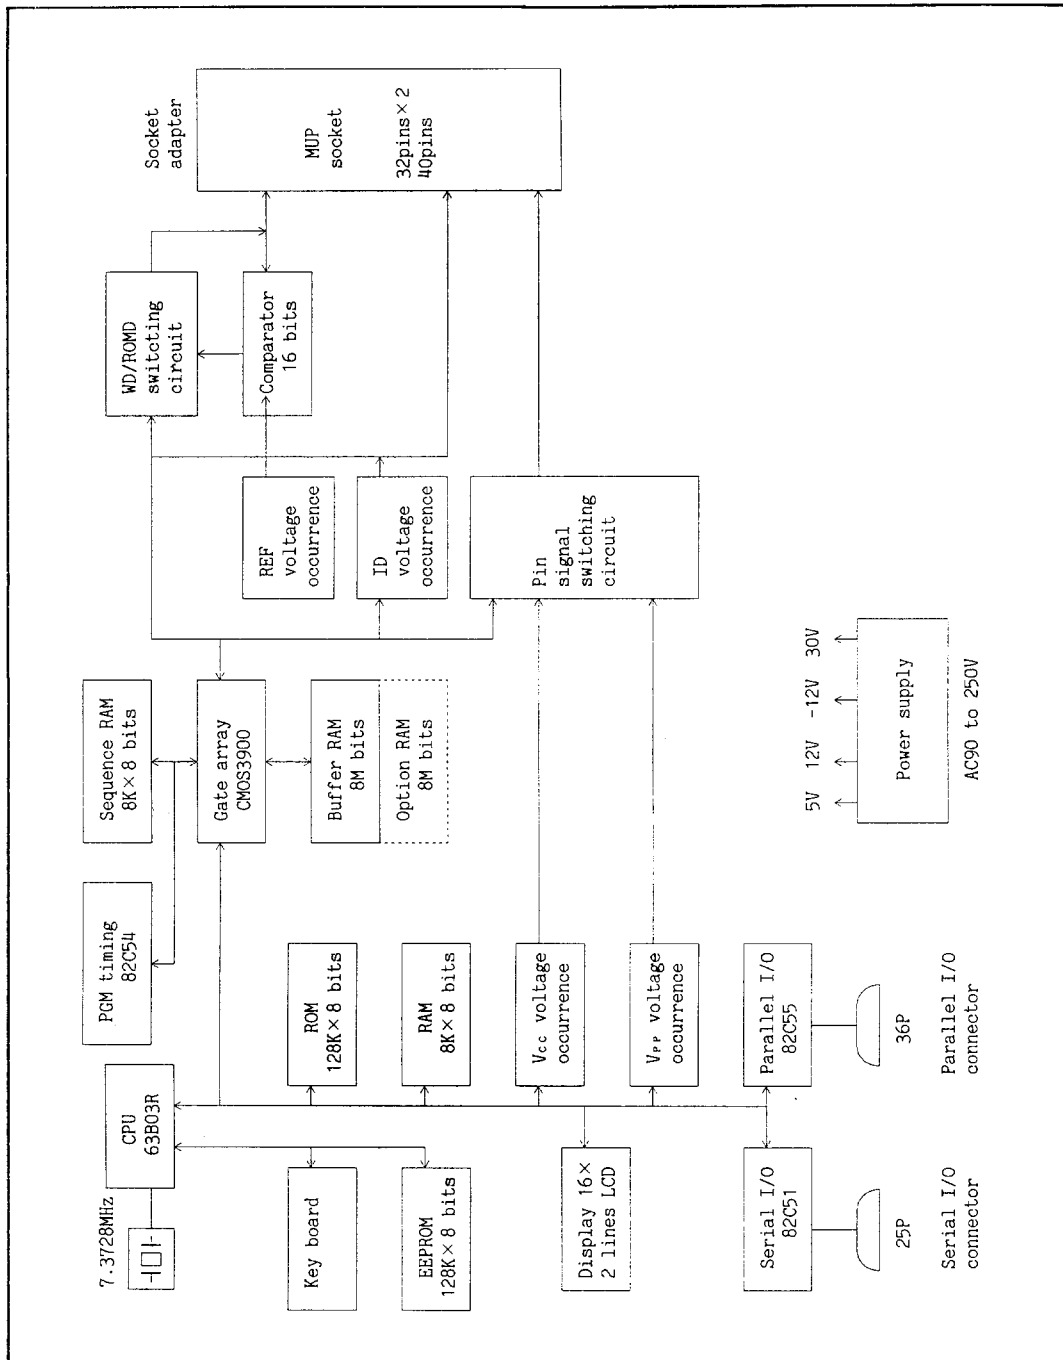 7.3728MHz
CPU
63B03R
PGM timing
82C54
Sequence RAM
8K×8 bits
Gate array
CMOS3900
Buffer RAM
8M bits
Option RAM
8M bits
Key board
EEPROM
128K×8 bits
ROM
128K×8 bits
RAM
8K×8 bits
Display 16×
2 lines LCD
Vcc voltage
occurrence
VPP voltage
occurrence
Serial I/O
82C51
25P
Serial I/O
connector
Parallel I/O
82C55
36P
Parallel I/O
connector
REF
voltage
occurrence
ID
voltage
occurrence
Pin
signal
switching
circuit
WD/ROMD
switcting
circuit
Comparator
16 bits
Socket
adapter
MUP
socket
32pins×2
40pins
5V 12V -12V 30V
Power supply
AC90 to 250V